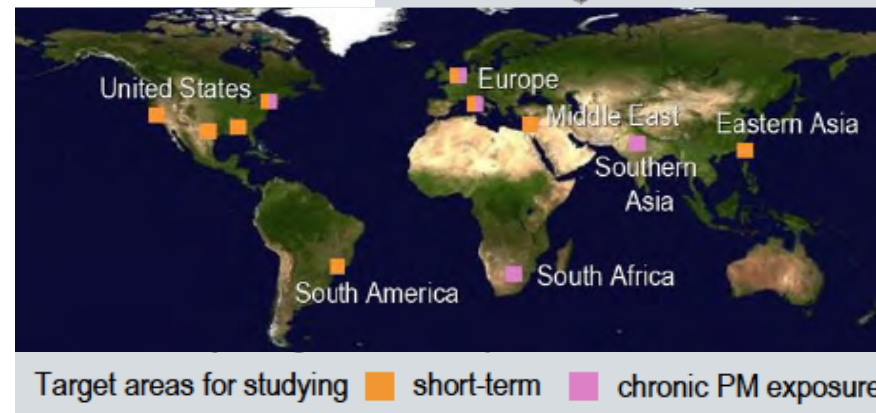 United States
Europe
Middle East
Eastern Asia
Southern
Asia
South America
South Africa
Target areas for studying short-term chronic PM exposure